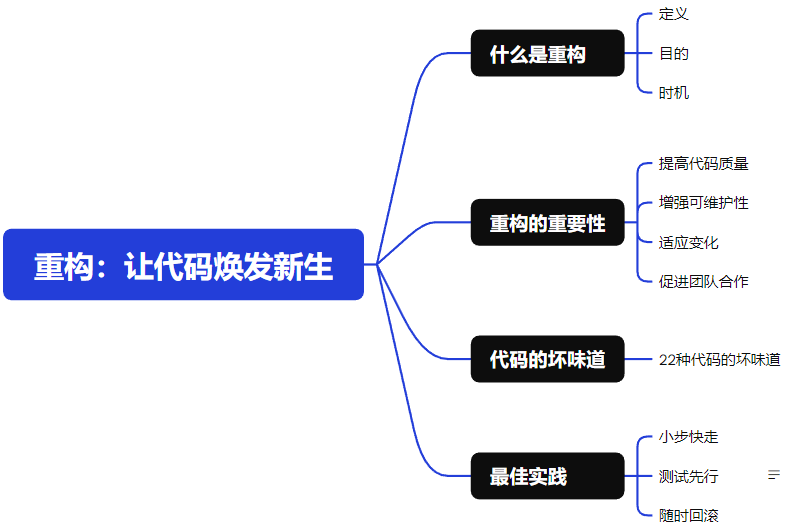 重构：让代码焕发新生
什么是重构
定义
目的
时机
重构的重要性
提高代码质量
增强可维护性
适应变化
促进团队合作
代码的坏味道
22种代码的坏味道
最佳实践
小步快走
测试先行
随时回滚